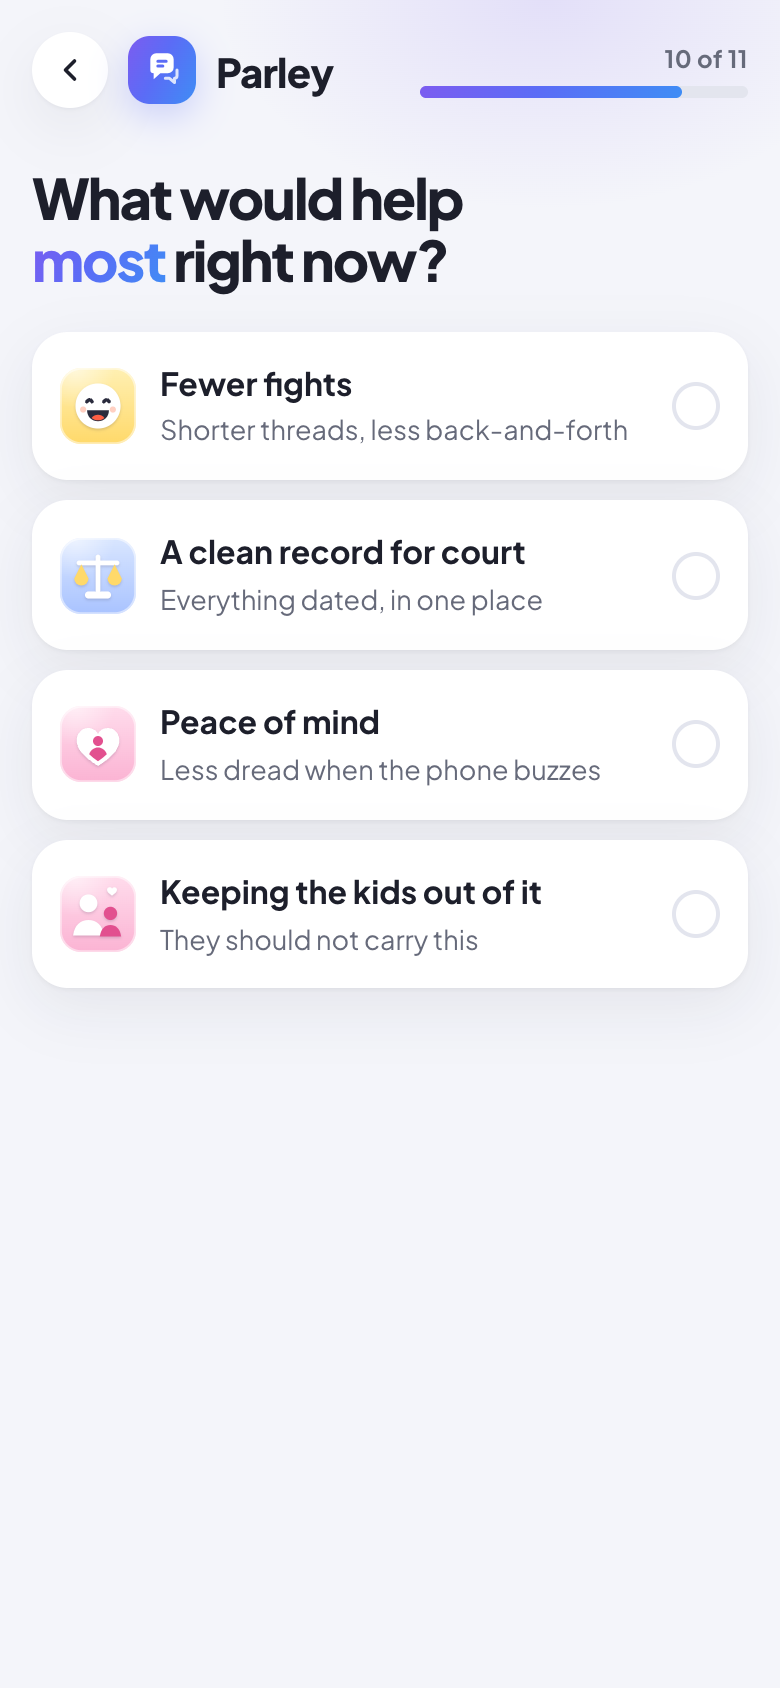 Parley
10 of 11
What would help
most right now?
Fewer fights
Shorter threads, less back-and-forth
A clean record for court
Everything dated, in one place
Peace of mind
Less dread when the phone buzzes
Keeping the kids out of it
They should not carry this